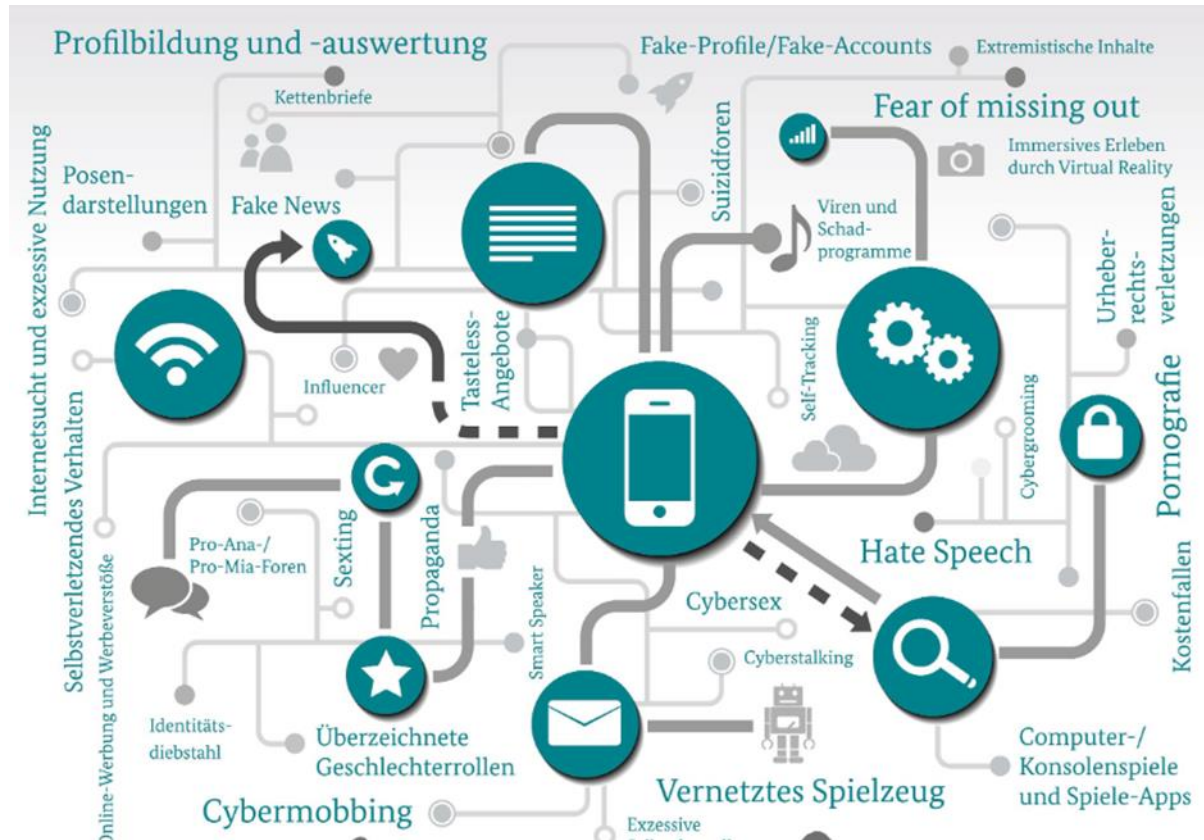 Profilbildung und -auswertung
Fake-Profile/Fake-Accounts
Extremistische Inhalte
Kettenbriefe
Fear of missing out
Immersives Erleben
durch Virtual Reality
Internetsucht und exzessive Nutzung
Posen-
darstellungen
Fake News
Suizidforen
Viren und
Schad-
programme
Urheber-
rechts-
verletzungen
Tasteless-
Angebote
Influencer
Self-Tracking
Cybergrooming
Pornografie
Selbstverletzendes Verhalten
Online-Werbung und Werbeverstöße
Pro-Ana-/
Pro-Mia-Foren
Sexting
Propaganda
Hate Speech
Smart Speaker
Cybersex
Cyberstalking
Kostenfallen
Identitäts-
diebstahl
Überzeichnete
Geschlechterrollen
Computer-/
Konsolenspiele
und Spiele-Apps
Vernetztes Spielzeug
Cybermobbing
Exzessive